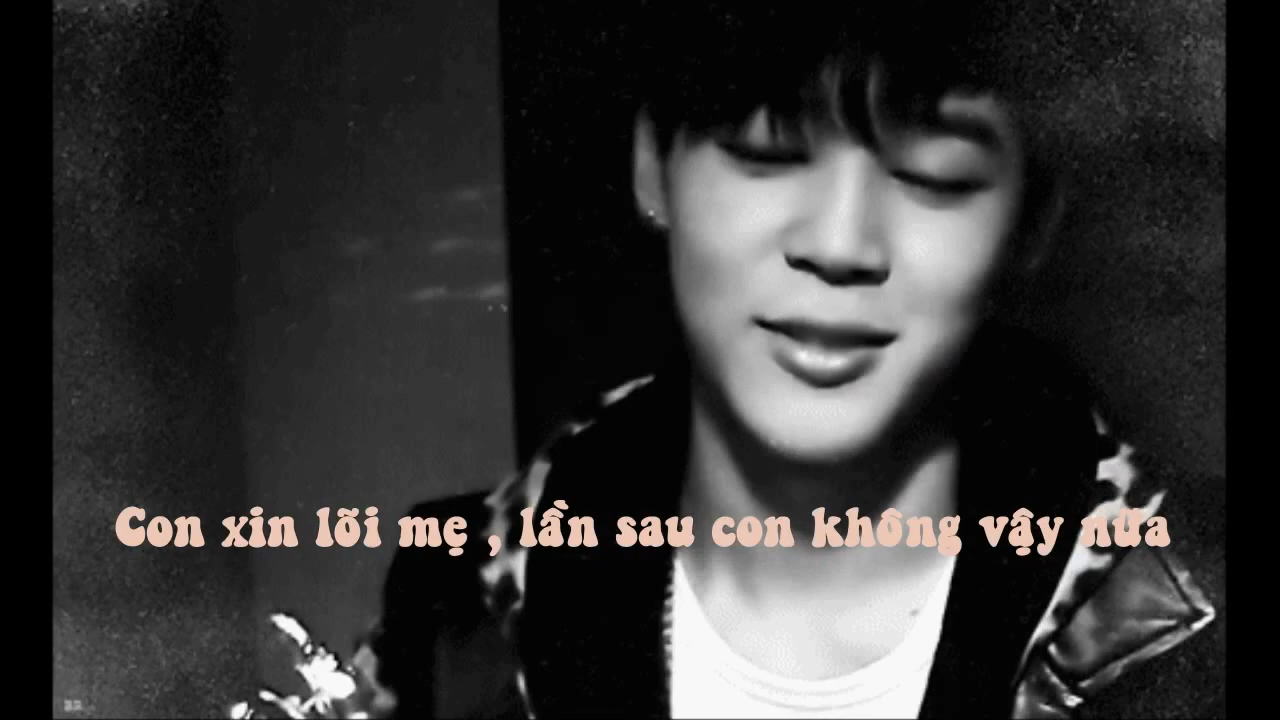 Con xin lỗi mẹ , lần sau con không vậy nữa